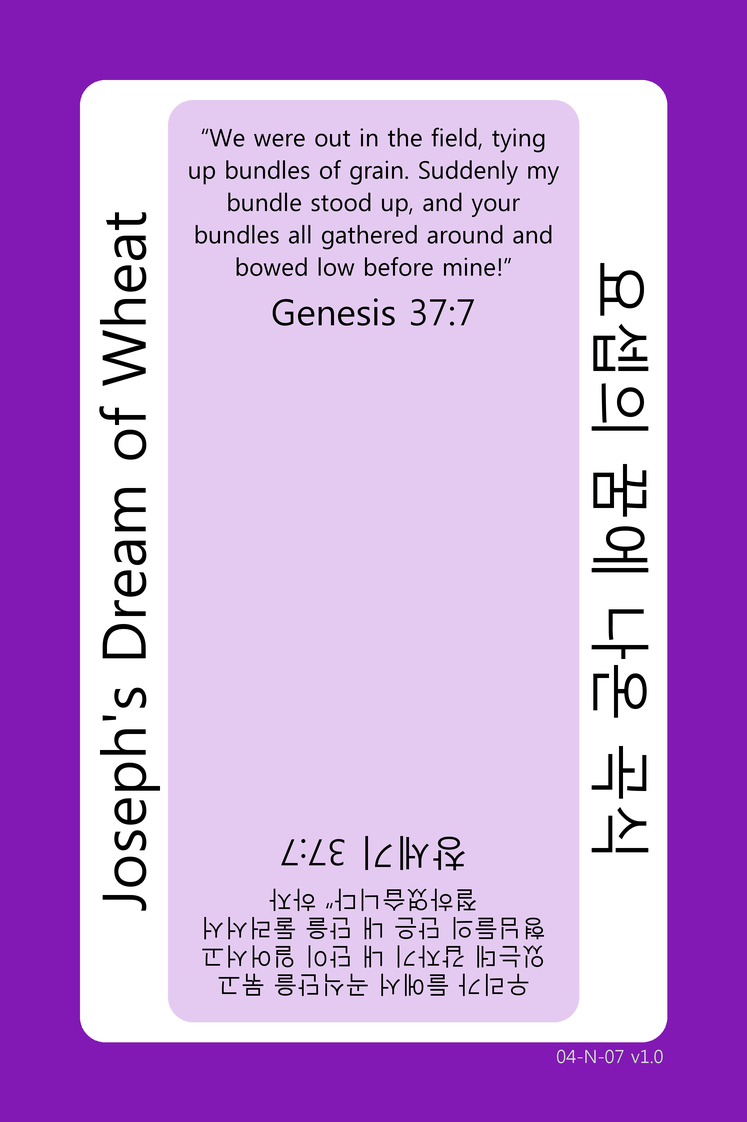 “We were out in the field, tying
up bundles of grain. Suddenly my
bundle stood up, and your
bundles all gathered around and
bowed low before mine!”
Genesis 37:7
Joseph's Dream of Wheat
요셉의 꿈에 나온 곡식
우리가 들에서 곡식단을 묶고
있는데 갑자기 내 단이 일어서고
형님들의 단은 내 단을 둘러서서
절하였습니다” 하자
창세기 37:7
04-N-07 v1.0